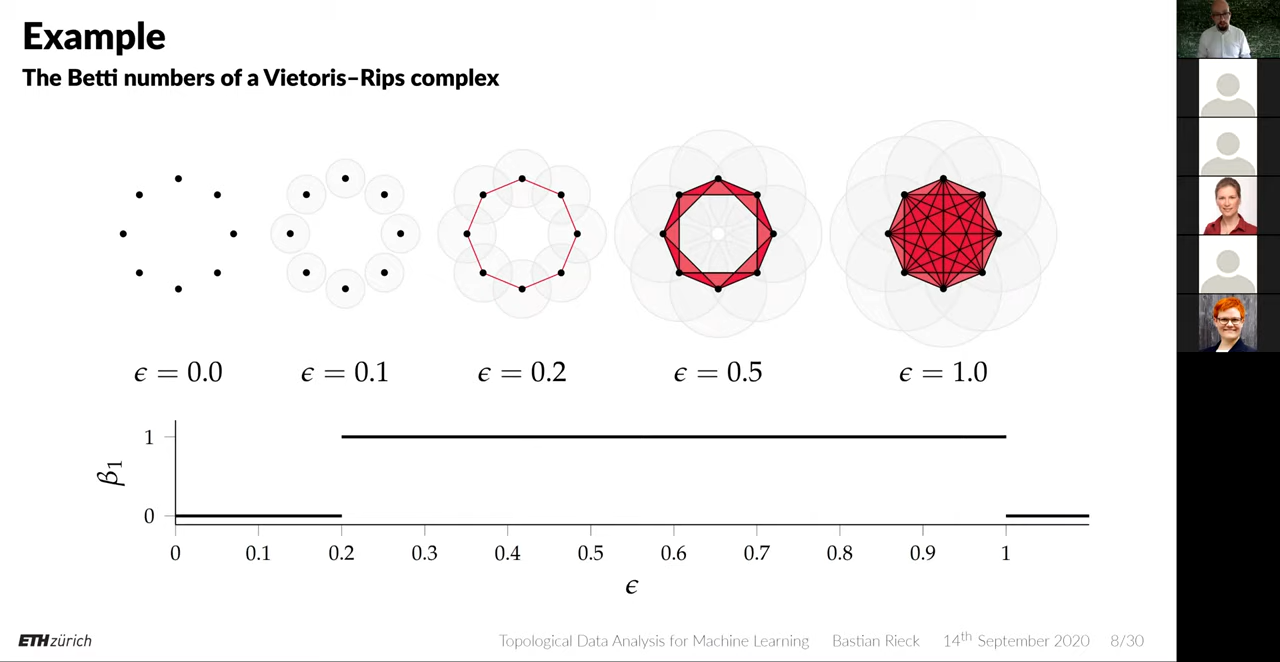 Example
The Betti numbers of a Vietoris–Rips complex
ϵ = 0.0 ϵ = 0.1 ϵ = 0.2 ϵ = 0.5 ϵ = 1.0
1
β₁
0
0 0.1 0.2 0.3 0.4 0.5 0.6 0.7 0.8 0.9 1
ϵ
ETH zürich Topological Data Analysis for Machine Learning Bastian Rieck 14th September 2020 8/30